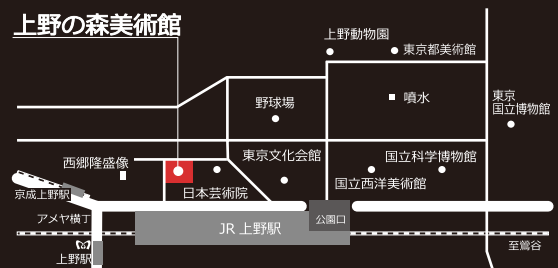 上野の森美術館
上野動物園
東京都美術館
野球場
噴水
東京
国立博物館
西郷隆盛像
東京文化会館
国立科学博物館
日本芸術院
国立西洋美術館
京成上野駅
アメヤ横丁
JR 上野駅
公園口
上野駅
至鶯谷